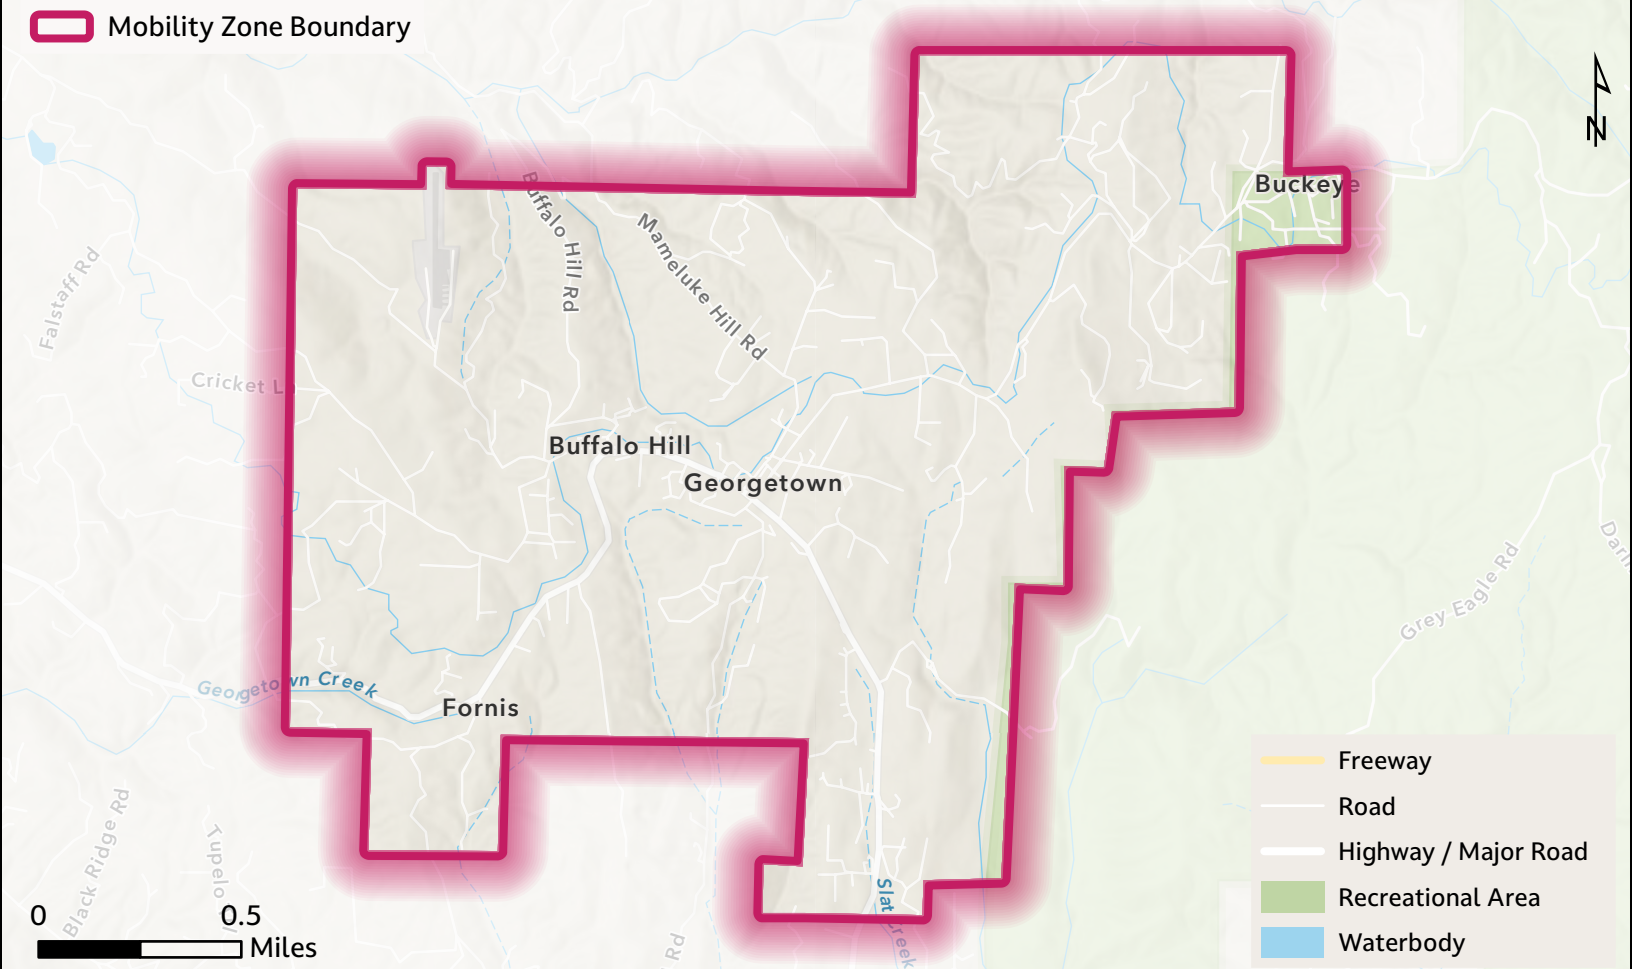 Mobility Zone Boundary
N
Buckeye
Buffalo Hill Rd
Mameluke Hill Rd
Falstaff Rd
Cricket Ln
Buffalo Hill
Georgetown
Grey Eagle Rd
Georgetown Creek
Fornis
Black Ridge Rd
Tupelo
Slat Creek
Rd
Freeway
Road
Highway / Major Road
Recreational Area
Waterbody
0 0.5
Miles